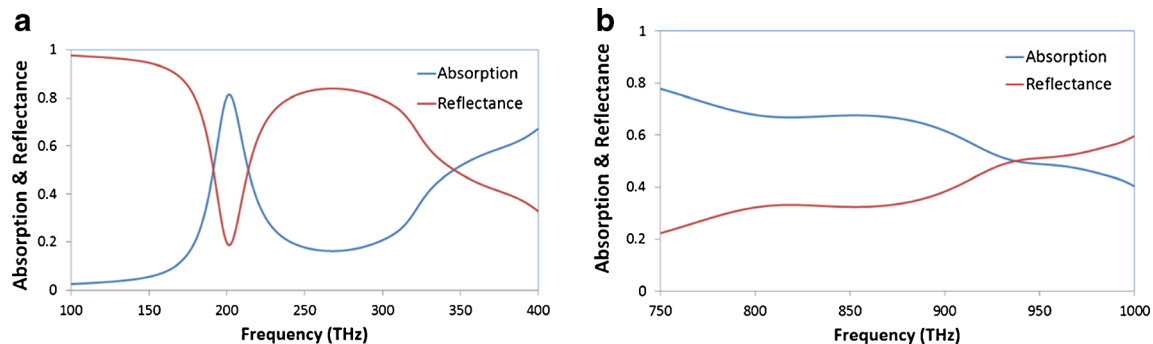 a
Absorption & Reflectance
1
0.8
0.6
0.4
0.2
0
100 150 200 250 300 350 400
Frequency (THz)
Absorption
Reflectance
b
Absorption & Reflectance
1
0.8
0.6
0.4
0.2
0
750 800 850 900 950 1000
Frequency (THz)
Absorption
Reflectance